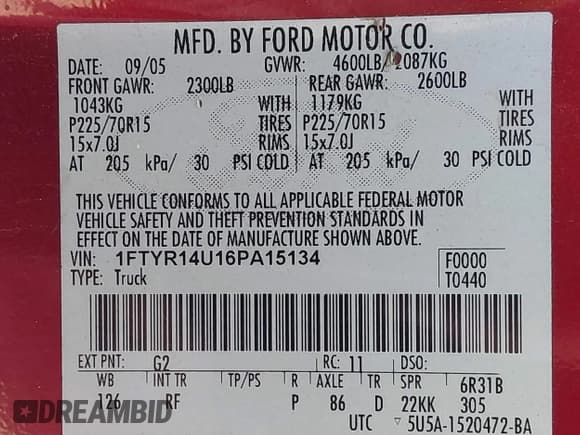 MFD. BY FORD MOTOR CO.
DATE: 09/05 GVWR: 4600LB/ 2087KG
FRONT GAWR: 2300LB REAR GAWR: 2600LB
1043KG WITH 1179KG WITH
P225/70R15 TIRES P225/70R15 TIRES
15x7.0J RIMS 15x7.0J RIMS
AT 205 kPa/ 30 PSI COLD AT 205 kPa/ 30 PSI COLD
THIS VEHICLE CONFORMS TO ALL APPLICABLE FEDERAL MOTOR
VEHICLE SAFETY AND THEFT PREVENTION STANDARDS IN
EFFECT ON THE DATE OF MANUFACTURE SHOWN ABOVE.
VIN: 1FTYR14U16PA15134 F0000
TYPE: Truck T0440
EXT PNT: G2 RC: 11 DSO:
WB INT TR TP/PS R AXLE TR SPR 6R31B
126 RF P 86 D 22KK 305
UTC 5U5A-1520472-BA
DREAMBID